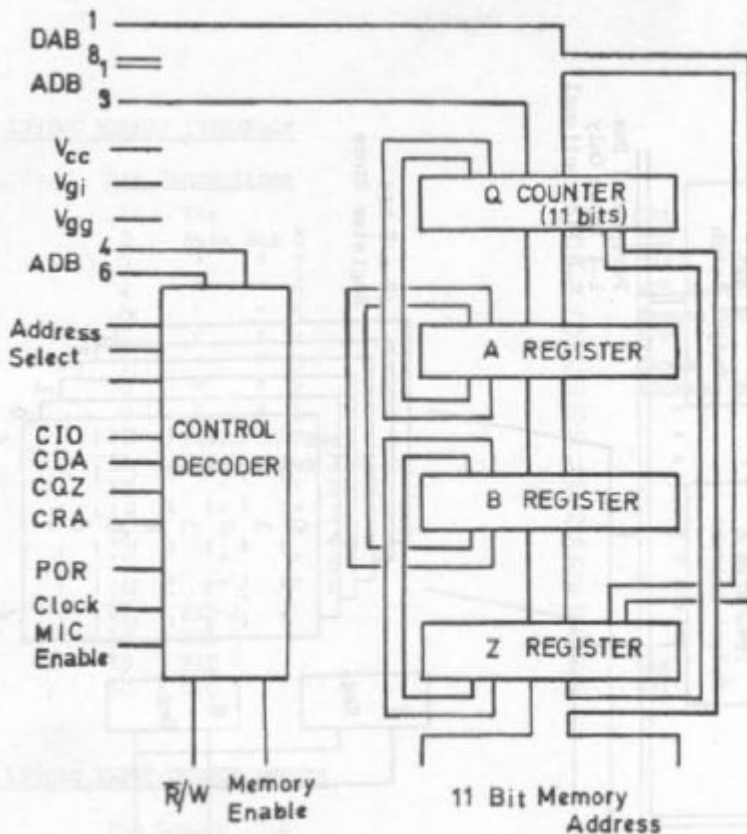 DAB 1
8
ADB 1
3
Vcc
Vgi
Vgg
ADB 4
6
Address
Select
CIO
CDA
CQZ
CRA
POR
Clock
MIC
Enable
CONTROL
DECODER
R̅/W
Memory
Enable
Q COUNTER
(11 bits)
A REGISTER
B REGISTER
Z REGISTER
11 Bit Memory
Address